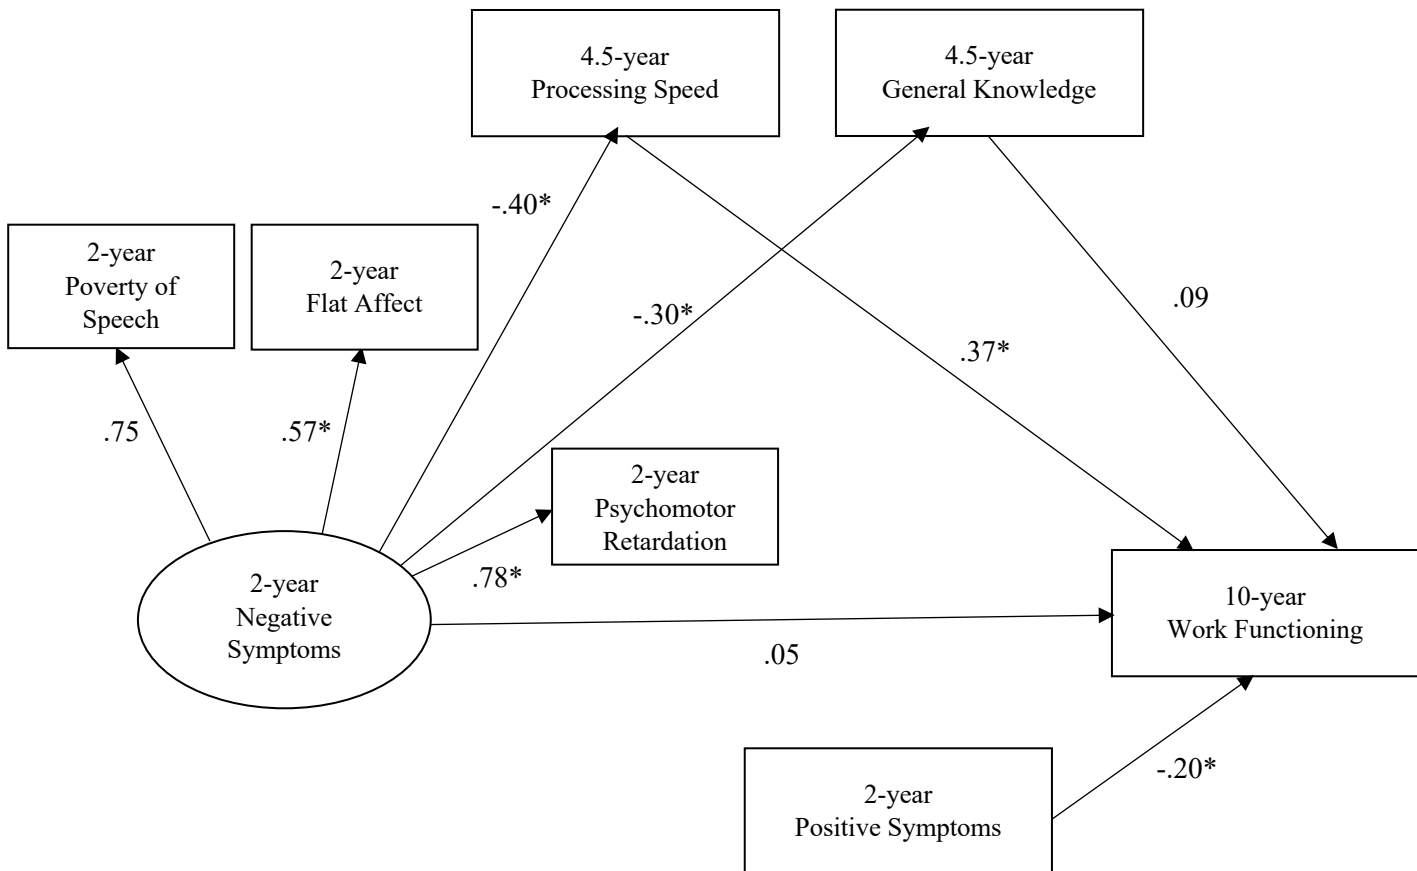 4.5-year
Processing Speed
4.5-year
General Knowledge
-.40*
2-year
Poverty of
Speech
2-year
Flat Affect
-.30*
.09
.37*
.75
.57*
2-year
Psychomotor
Retardation
.78*
2-year
Negative
Symptoms
10-year
Work Functioning
.05
-.20*
2-year
Positive Symptoms